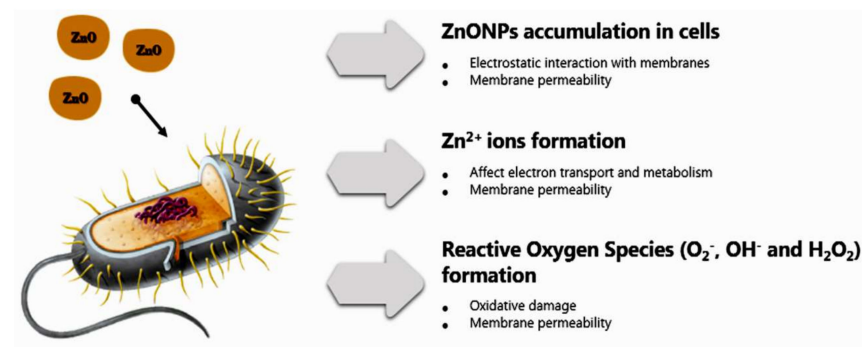 ZnO
ZnO
ZnO
ZnONPs accumulation in cells
• Electrostatic interaction with membranes
• Membrane permeability
Zn²⁺ ions formation
• Affect electron transport and metabolism
• Membrane permeability
Reactive Oxygen Species (O₂⁻, OH⁻ and H₂O₂)
formation
• Oxidative damage
• Membrane permeability